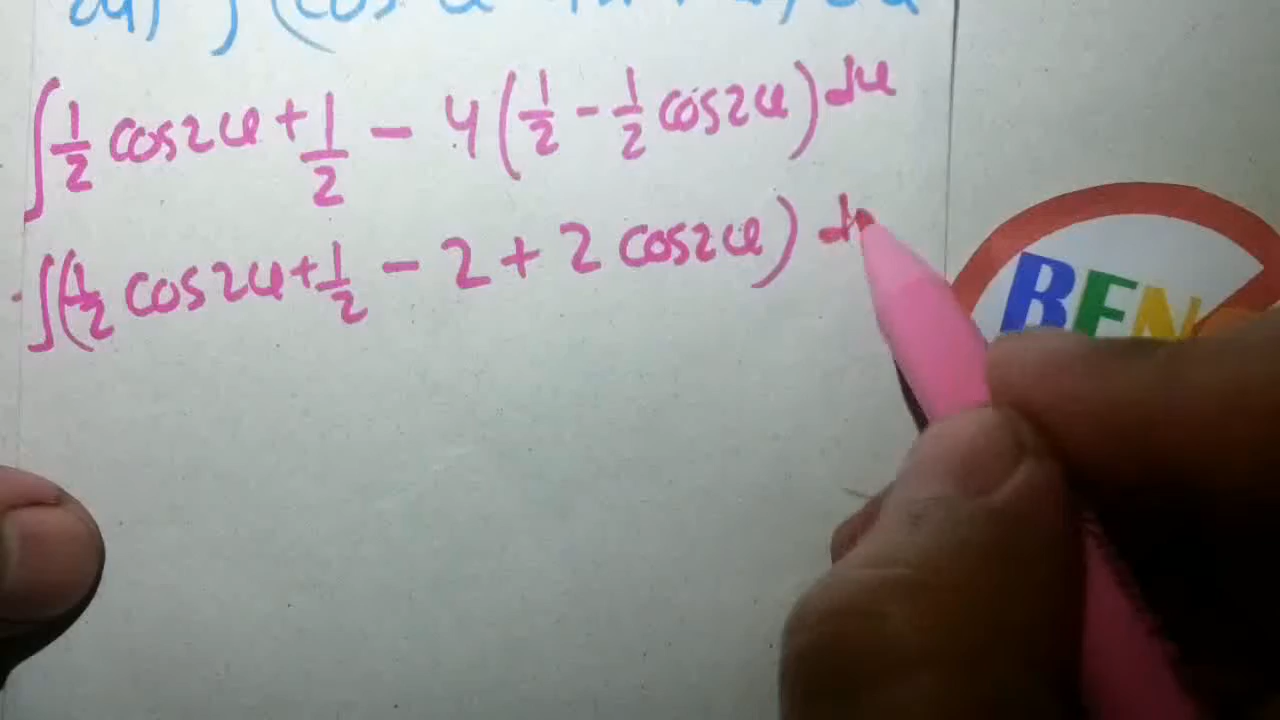 ∫ 1/2 cos2u + 1/2 - 4(1/2 - 1/2 cos2u) du
∫(1/2 cos2u + 1/2 - 2 + 2 cos2u) d
BEN